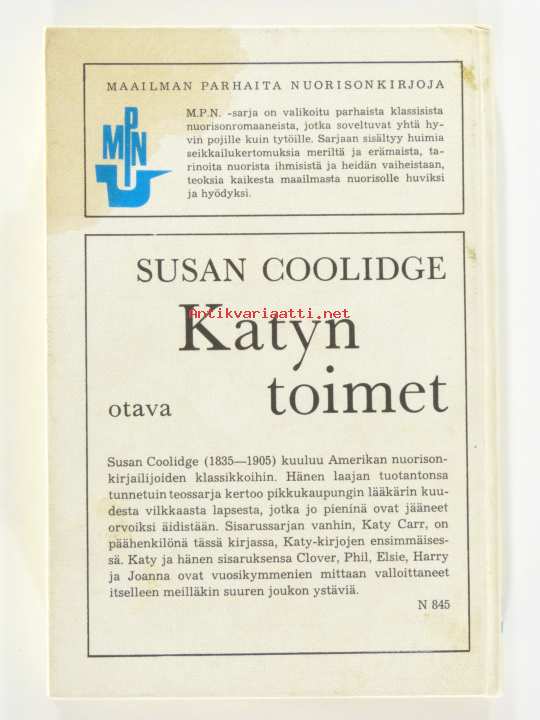 MAAILMAN PARHAITA NUORISONKIRJOJA
MPN
M.P.N. -sarja on valikoitu parhaista klassisista
nuorisonromaaneista, jotka soveltuvat yhtä hy-
vin pojille kuin tytöille. Sarjaan sisältyy huimia
seikkailukertomuksia meriltä ja erämaista, ta-
rinoita nuorista ihmisistä ja heidän vaiheistaan,
teoksia kaikesta maailmasta nuorisolle huviksi
ja hyödyksi.
SUSAN COOLIDGE
Antikvariaatti.net
Katyn
toimet
otava
Susan Coolidge (1835—1905) kuuluu Amerikan nuorison-
kirjailijoiden klassikkoihin. Hänen laajan tuotantonsa
tunnetuin teossarja kertoo pikkukaupungin lääkärin kuu-
desta vilkkaasta lapsesta, jotka jo pieninä ovat jääneet
orvoiksi äidistään. Sisarussarjan vanhin, Katy Carr, on
päähenkilönä tässä kirjassa, Katy-kirjojen ensimmäises-
sä. Katy ja hänen sisaruksensa Clover, Phil, Elsie, Harry
ja Joanna ovat vuosikymmenien mittaan valloittaneet
itselleen meilläkin suuren joukon ystäviä.
N 845